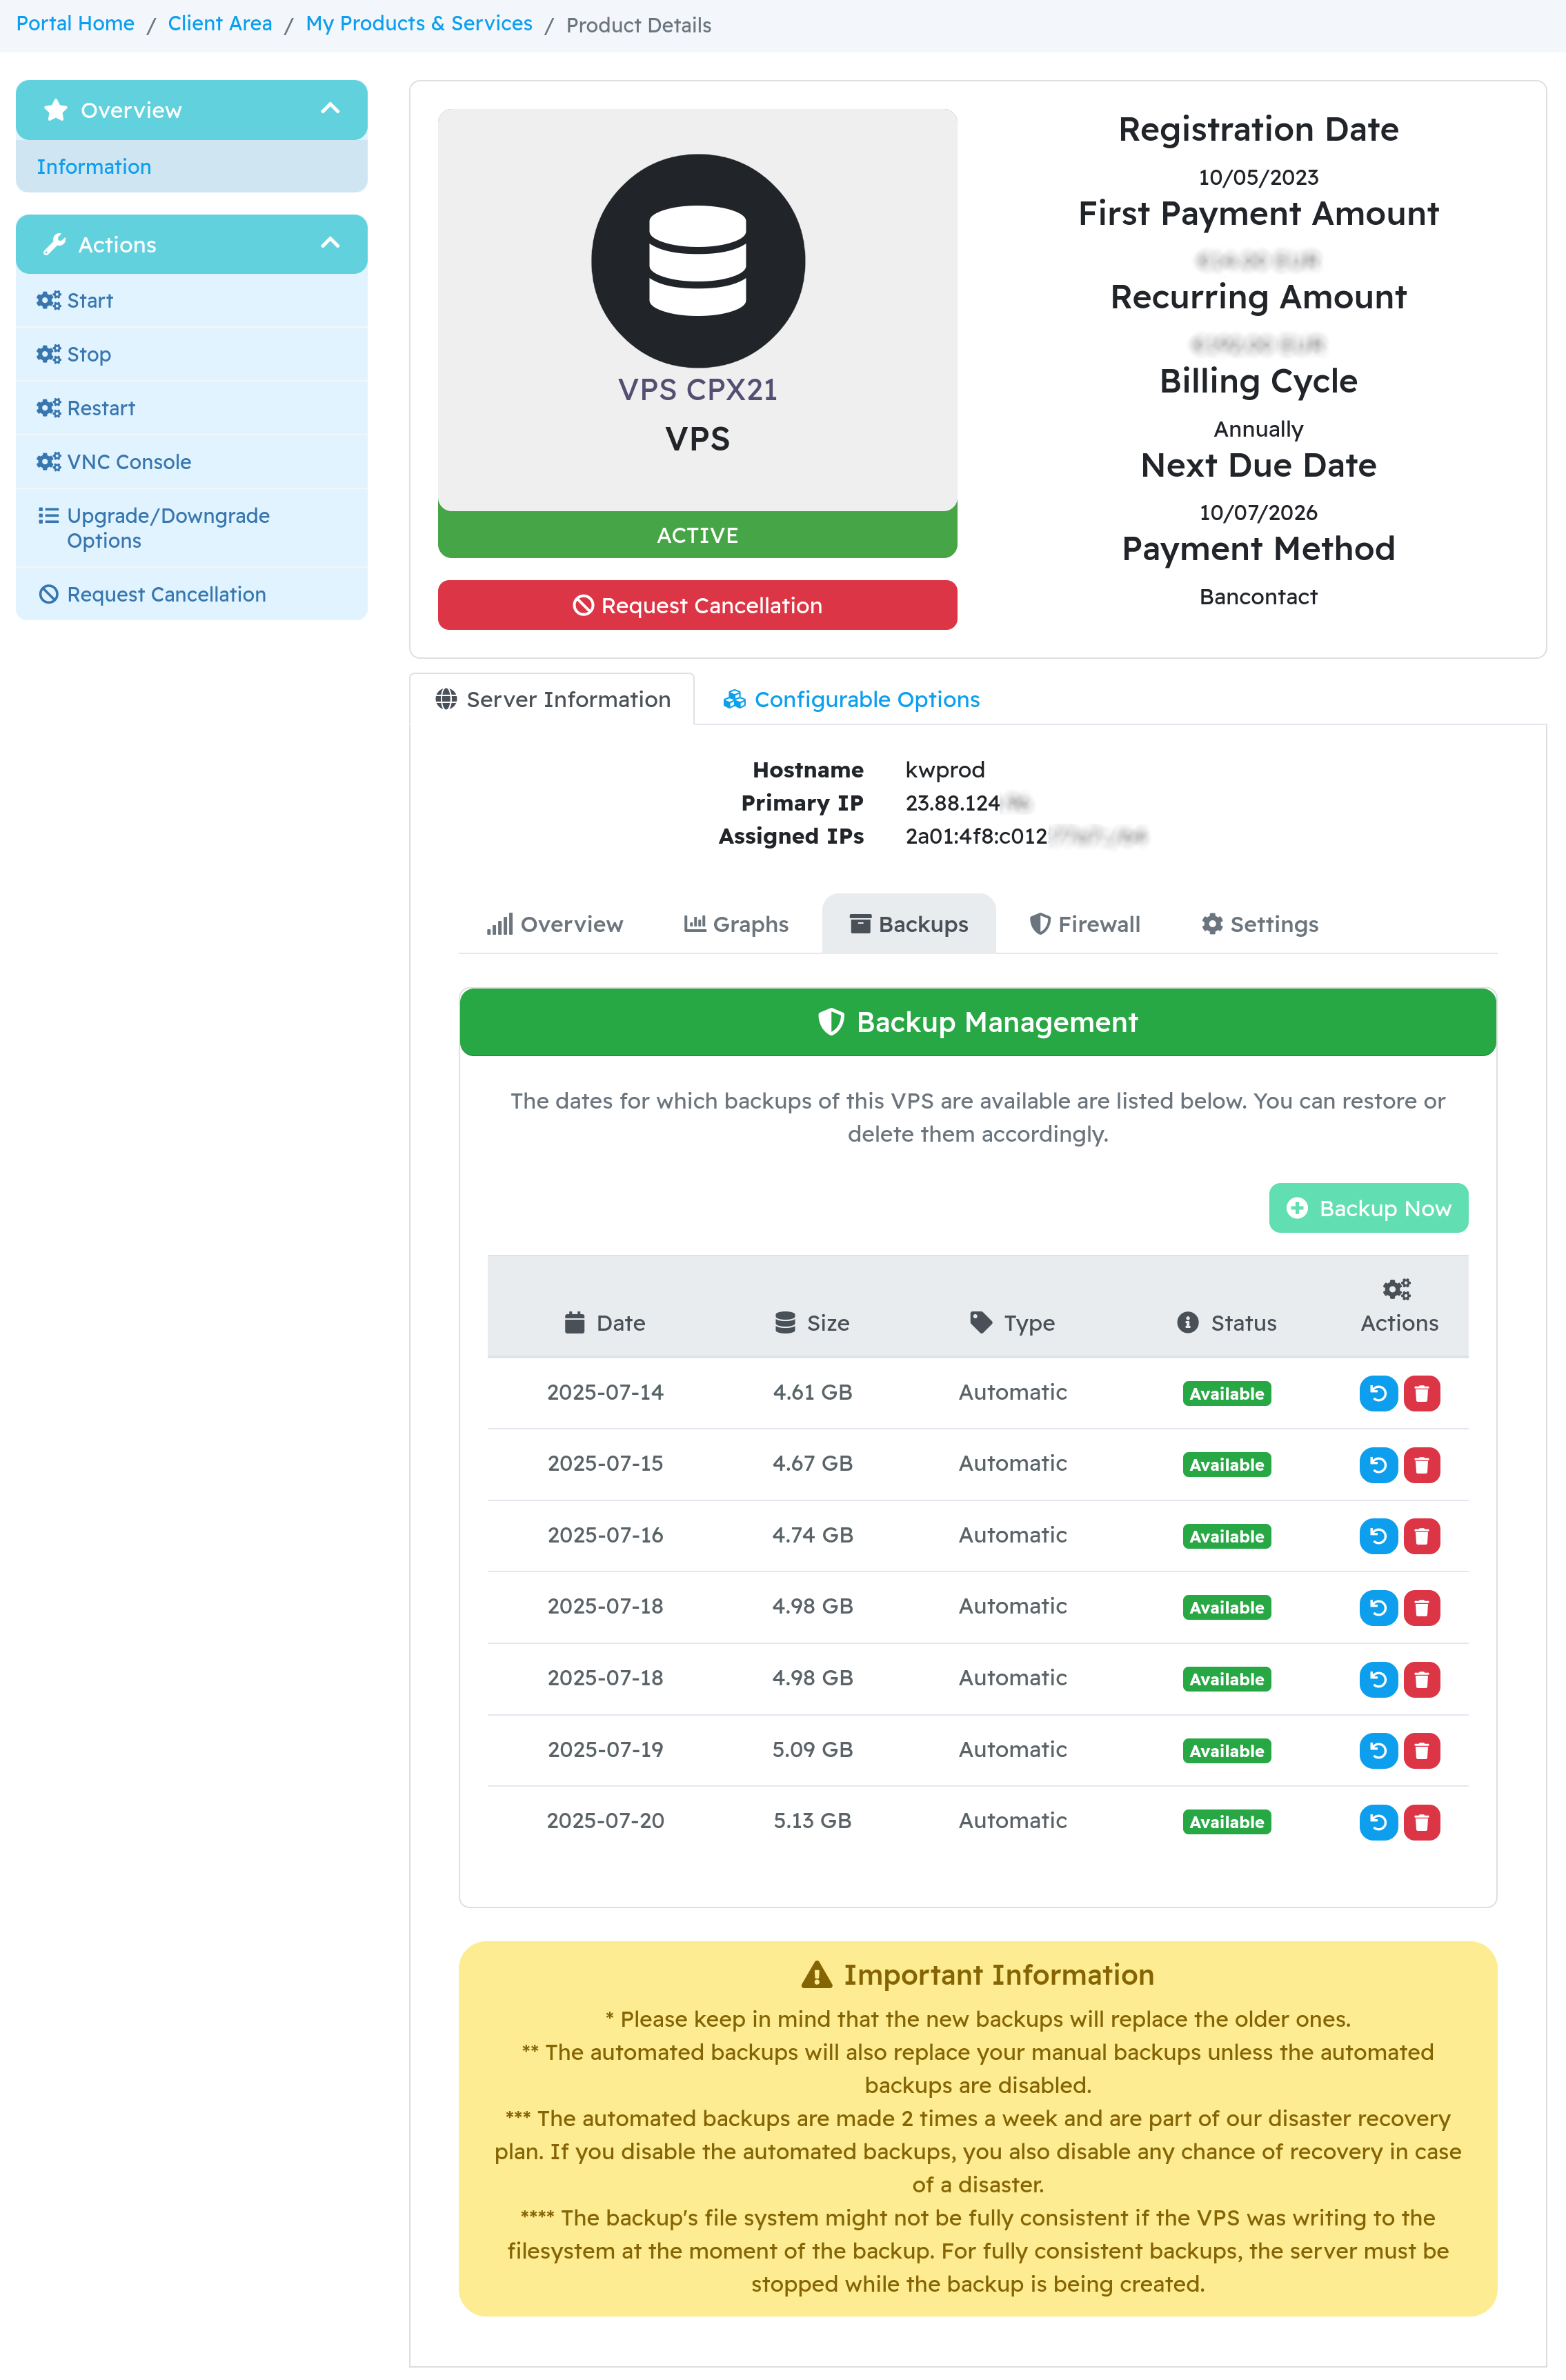 Portal Home / Client Area / My Products & Services / Product Details
Overview
Information
Actions
Start
Stop
Restart
VNC Console
Upgrade/Downgrade
Options
Request Cancellation
VPS CPX21
VPS
ACTIVE
Request Cancellation
Registration Date
10/05/2023
First Payment Amount
Recurring Amount
Billing Cycle
Annually
Next Due Date
10/07/2026
Payment Method
Bancontact
Server Information
Configurable Options
Hostname kwprod
Primary IP 23.88.124
Assigned IPs 2a01:4f8:c012
Overview Graphs Backups Firewall Settings
Backup Management
The dates for which backups of this VPS are available are listed below. You can restore or
delete them accordingly.
Backup Now
Date Size Type Status Actions
2025-07-14 4.61 GB Automatic Available
2025-07-15 4.67 GB Automatic Available
2025-07-16 4.74 GB Automatic Available
2025-07-18 4.98 GB Automatic Available
2025-07-18 4.98 GB Automatic Available
2025-07-19 5.09 GB Automatic Available
2025-07-20 5.13 GB Automatic Available
Important Information
* Please keep in mind that the new backups will replace the older ones.
** The automated backups will also replace your manual backups unless the automated
backups are disabled.
*** The automated backups are made 2 times a week and are part of our disaster recovery
plan. If you disable the automated backups, you also disable any chance of recovery in case
of a disaster.
**** The backup's file system might not be fully consistent if the VPS was writing to the
filesystem at the moment of the backup. For fully consistent backups, the server must be
stopped while the backup is being created.